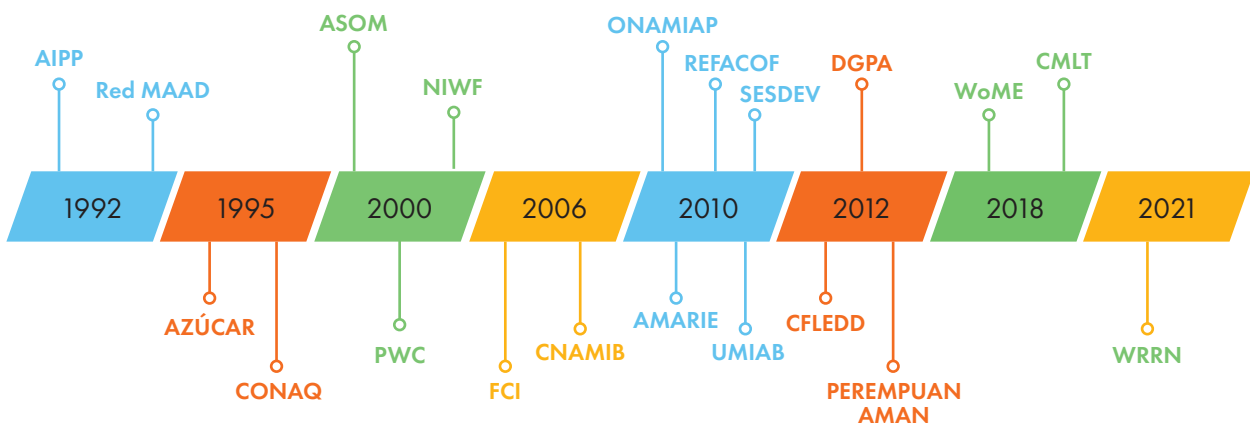 ASOM
ONAMIAP
AIPP
NIWF
REFACOF
DGPA
CMLT
Red MAAD
SESDEV
WoME
1992
1995
2000
2006
2010
2012
2018
2021
AZÚCAR
CONAQ
PWC
FCI
CNAMIB
AMARIE
UMIAB
CFLEDD
PEREMPUAN
AMAN
WRRN